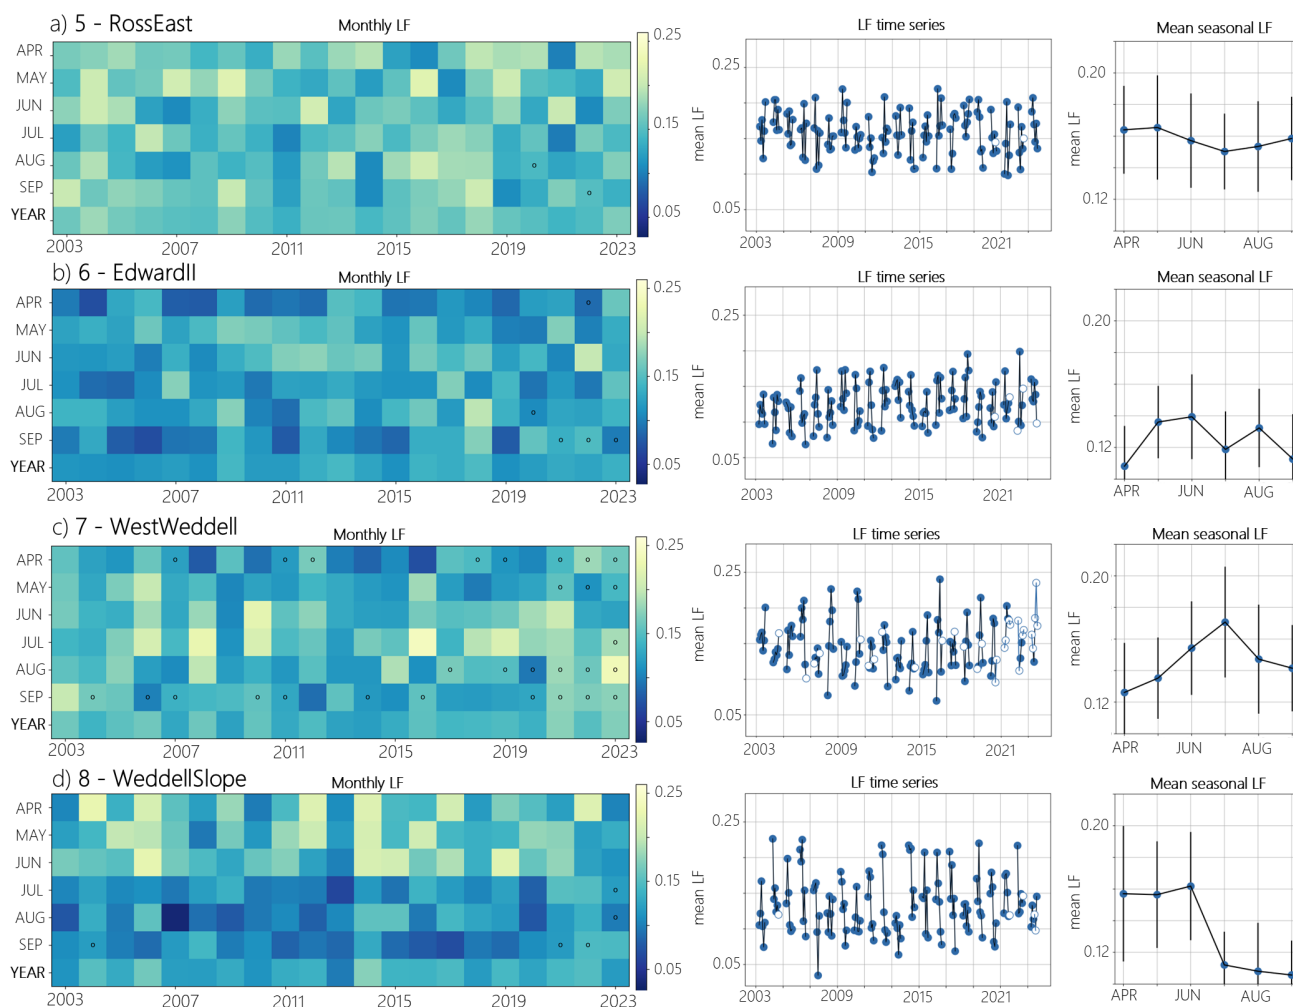 a) 5 - RossEast
Monthly LF
LF time series
Mean seasonal LF
APR
MAY
JUN
JUL
AUG
SEP
YEAR
2003 2007 2011 2015 2019 2023
0.25
0.15
0.05
mean LF
0.25
0.15
0.05
2003 2009 2015 2021
mean LF
0.20
0.12
APR JUN AUG
b) 6 - EdwardII
Monthly LF
LF time series
Mean seasonal LF
APR
MAY
JUN
JUL
AUG
SEP
YEAR
2003 2007 2011 2015 2019 2023
0.25
0.15
0.05
mean LF
0.25
0.15
0.05
2003 2009 2015 2021
mean LF
0.20
0.12
APR JUN AUG
c) 7 - WestWeddell
Monthly LF
LF time series
Mean seasonal LF
APR
MAY
JUN
JUL
AUG
SEP
YEAR
2003 2007 2011 2015 2019 2023
0.25
0.15
0.05
mean LF
0.25
0.15
0.05
2003 2009 2015 2021
mean LF
0.20
0.12
APR JUN AUG
d) 8 - WeddellSlope
Monthly LF
LF time series
Mean seasonal LF
APR
MAY
JUN
JUL
AUG
SEP
YEAR
2003 2007 2011 2015 2019 2023
0.25
0.15
0.05
mean LF
0.25
0.15
0.05
2003 2009 2015 2021
mean LF
0.20
0.12
APR JUN AUG